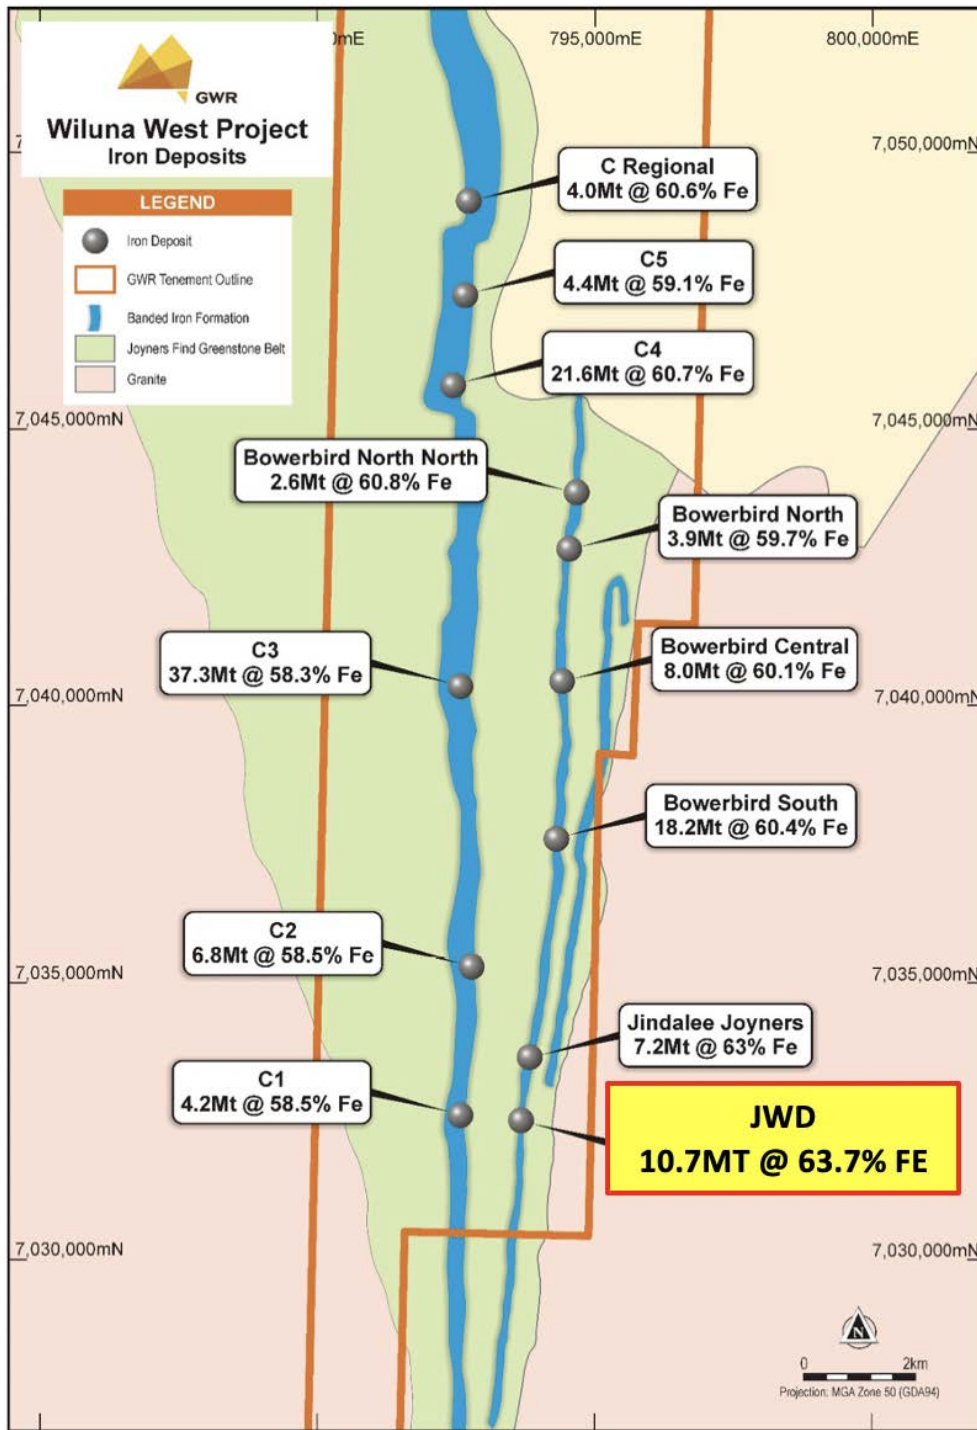 GWR
Wiluna West Project
Iron Deposits
LEGEND
Iron Deposit
GWR Tenement Outline
Banded Iron Formation
Joyners Find Greenstone Belt
Granite
795,000mE
800,000mE
7,050,000mN
C Regional
4.0Mt @ 60.6% Fe
C5
4.4Mt @ 59.1% Fe
C4
21.6Mt @ 60.7% Fe
7,045,000mN
7,045,000mN
Bowerbird North North
2.6Mt @ 60.8% Fe
Bowerbird North
3.9Mt @ 59.7% Fe
C3
37.3Mt @ 58.3% Fe
Bowerbird Central
8.0Mt @ 60.1% Fe
7,040,000mN
7,040,000mN
Bowerbird South
18.2Mt @ 60.4% Fe
C2
6.8Mt @ 58.5% Fe
7,035,000mN
7,035,000mN
Jindalee Joyners
7.2Mt @ 63% Fe
C1
4.2Mt @ 58.5% Fe
JWD
10.7MT @ 63.7% FE
7,030,000mN
7,030,000mN
N
0 2km
Projection: MGA Zone 50 (GDA94)